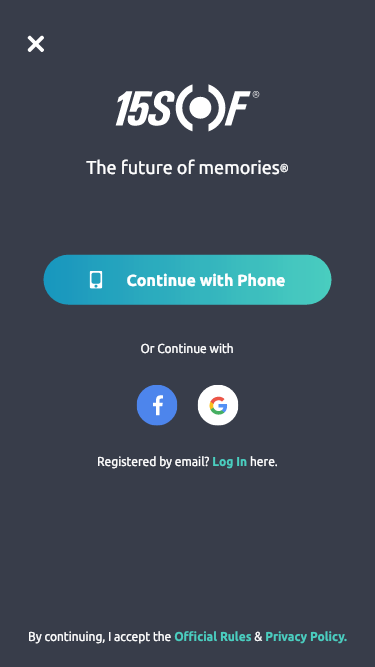 15SOF®
The future of memories®
Continue with Phone
Or Continue with
Registered by email? Log In here.
By continuing, I accept the Official Rules & Privacy Policy.